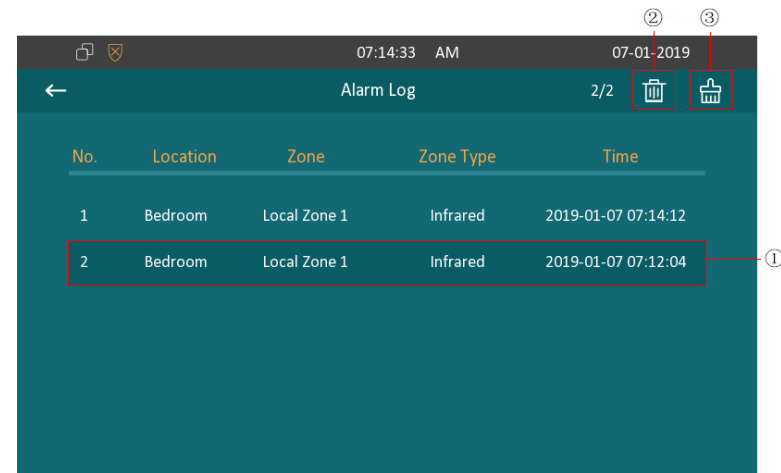 ② ③
07:14:33 AM 07-01-2019
Alarm Log 2/2
No. Location Zone Zone Type Time
1 Bedroom Local Zone 1 Infrared 2019-01-07 07:14:12
2 Bedroom Local Zone 1 Infrared 2019-01-07 07:12:04 ①